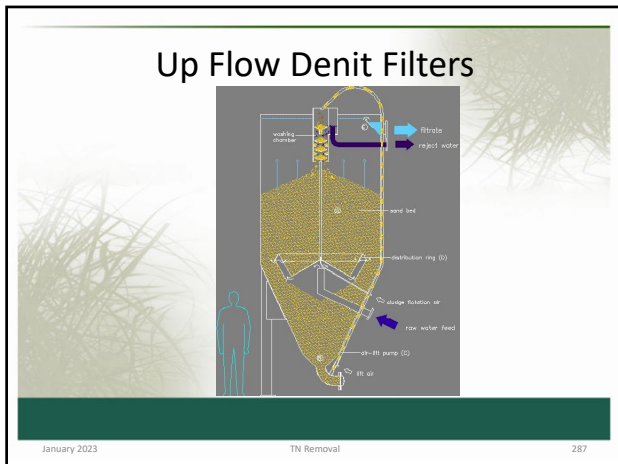 Up Flow Denit Filters
washing
chamber
filtrate
reject water
sand bed
distribution ring (D)
sludge flotation air
raw water feed
air-lift pump (C)
lift air
January 2023
TN Removal
287